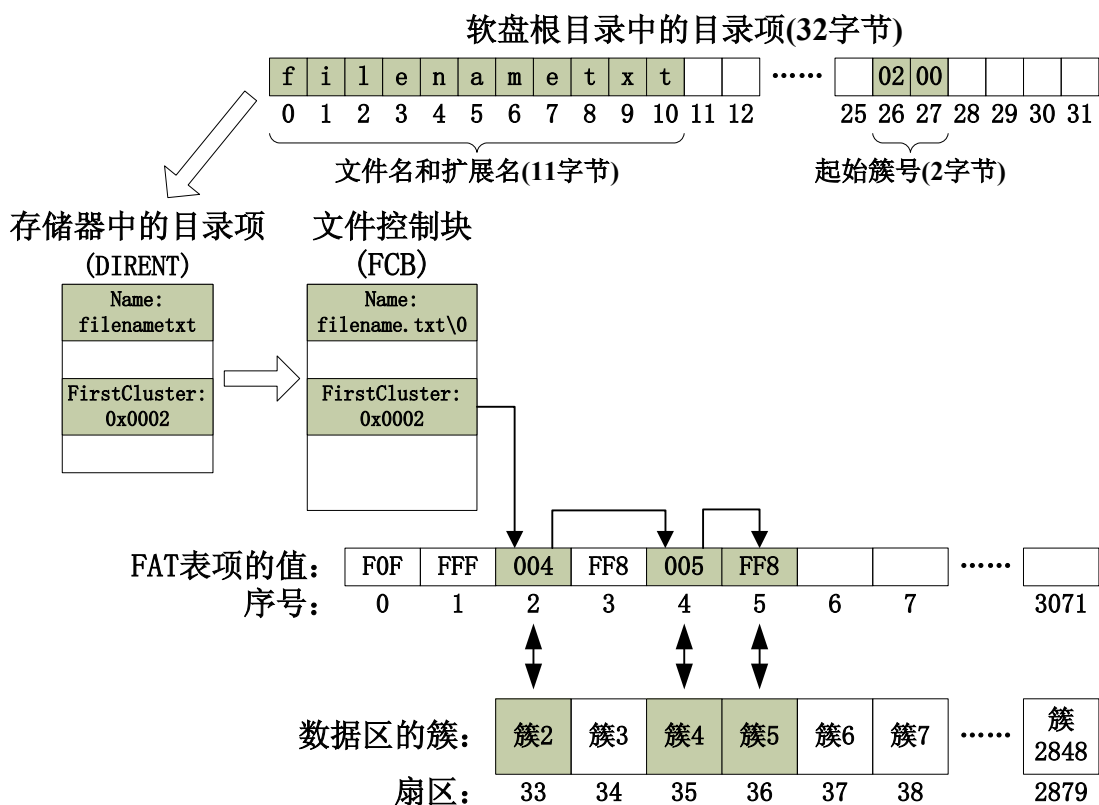 软盘根目录中的目录项(32字节)
f i l e n a m e t x t ...... 02 00
0 1 2 3 4 5 6 7 8 9 10 11 12 25 26 27 28 29 30 31
文件名和扩展名(11字节) 起始簇号(2字节)
存储器中的目录项
(DIRENT)
文件控制块
(FCB)
Name:
filenametxt
FirstCluster:
0x0002
Name:
filename.txt\0
FirstCluster:
0x0002
FAT表项的值: F0F FFF 004 FF8 005 FF8 ......
序号: 0 1 2 3 4 5 6 7 3071
数据区的簇: 簇2 簇3 簇4 簇5 簇6 簇7 ...... 簇
2848
扇区: 33 34 35 36 37 38 2879